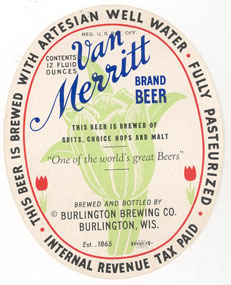 THIS BEER IS BREWED WITH ARTESIAN WELL WATER • FULLY PASTEURIZED •
INTERNAL REVENUE TAX PAID •
REG. U.S. OFF.
CONTENTS
12 FLUID
OUNCES
Van
Merritt
BRAND
BEER
THIS BEER IS BREWED OF
GRITS, CHOICE HOPS AND MALT
"One of the world's great Beers"
BREWED AND BOTTLED BY
© BURLINGTON BREWING CO.
BURLINGTON, WIS.
Est. 1865